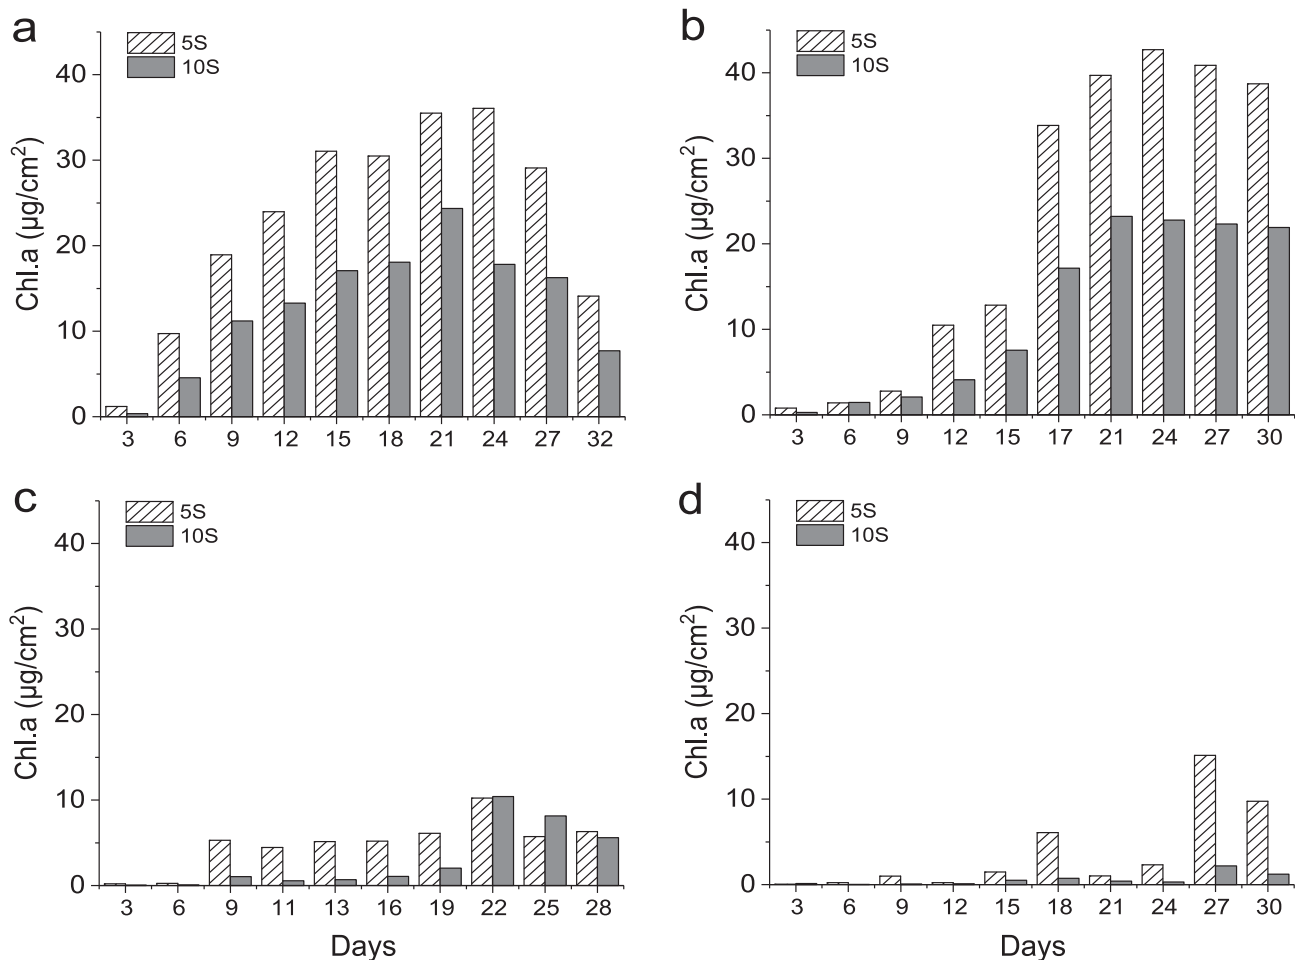 a
5S
10S
40
30
20
10
0
Chl.a (µg/cm²)
3 6 9 12 15 18 21 24 27 32
b
5S
10S
40
30
20
10
0
Chl.a (µg/cm²)
3 6 9 12 15 17 21 24 27 30
c
5S
10S
40
30
20
10
0
Chl.a (µg/cm²)
3 6 9 11 13 16 19 22 25 28
Days
d
5S
10S
40
30
20
10
0
Chl.a (µg/cm²)
3 6 9 12 15 18 21 24 27 30
Days